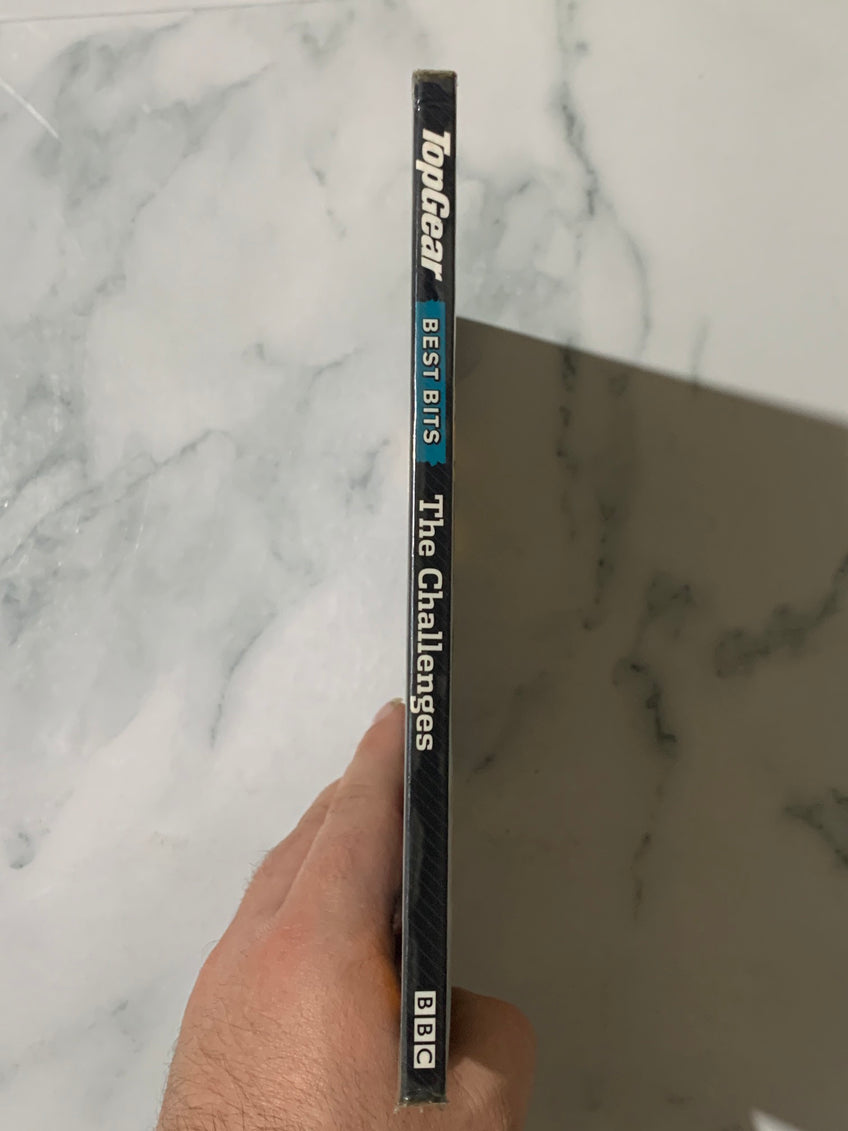 TopGear
BEST BITS
The Challenges
BBC